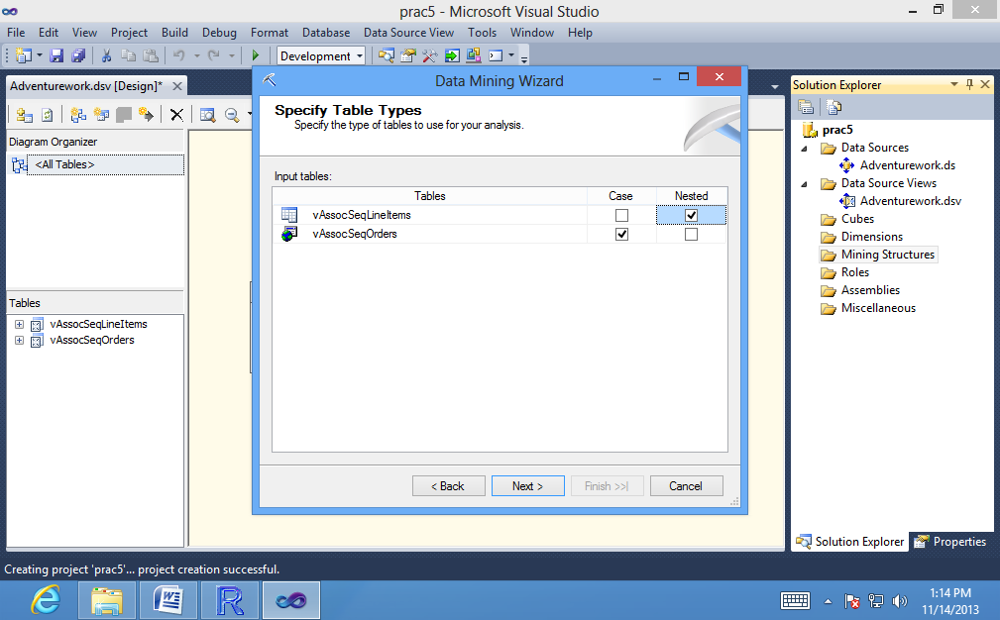 prac5 - Microsoft Visual Studio
File Edit View Project Build Debug Format Database Data Source View Tools Window Help
Development
Adventurework.dsv [Design]*
Diagram Organizer
<All Tables>
Tables
vAssocSeqLineItems
vAssocSeqOrders
Data Mining Wizard
Specify Table Types
Specify the type of tables to use for your analysis.
Input tables:
Tables Case Nested
vAssocSeqLineItems
vAssocSeqOrders
< Back Next > Finish >>| Cancel
Solution Explorer
prac5
Data Sources
Adventurework.ds
Data Source Views
Adventurework.dsv
Cubes
Dimensions
Mining Structures
Roles
Assemblies
Miscellaneous
Solution Explorer Properties
Creating project 'prac5'... project creation successful.
1:14 PM
11/14/2013